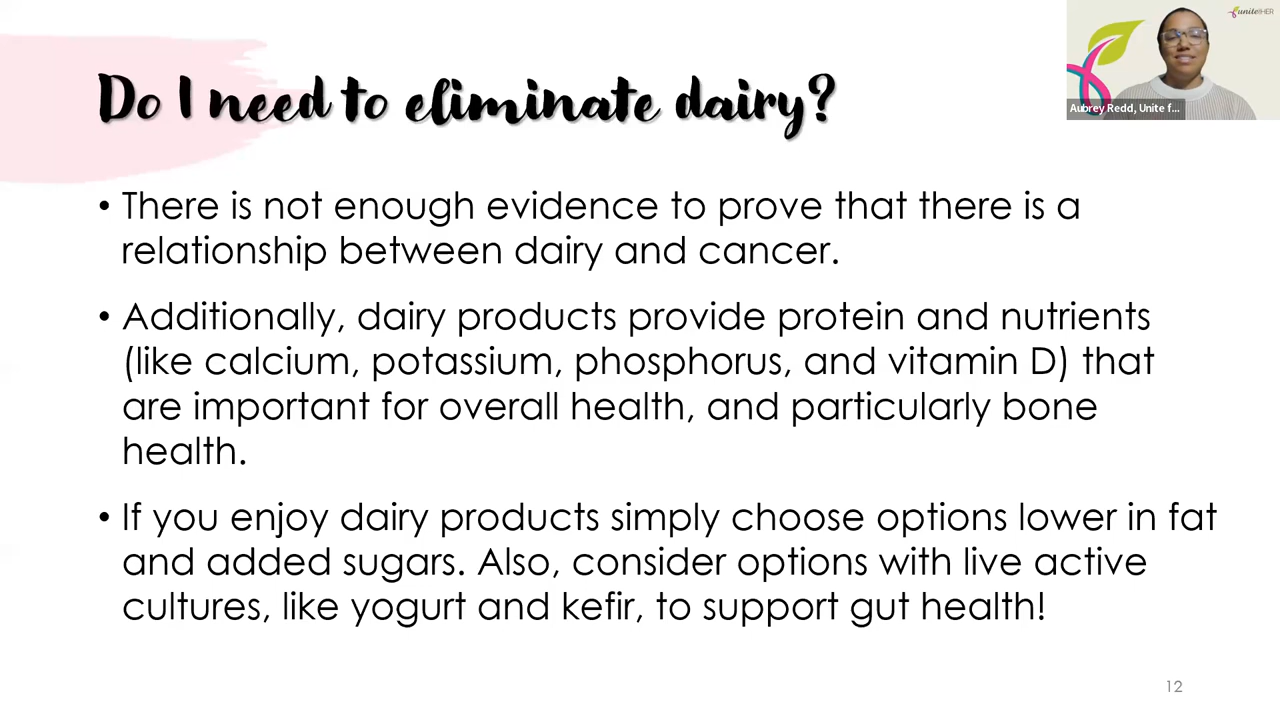 Do I need to eliminate dairy?
unite for HER
Aubrey Redd, Unite f...
• There is not enough evidence to prove that there is a
relationship between dairy and cancer.
• Additionally, dairy products provide protein and nutrients
(like calcium, potassium, phosphorus, and vitamin D) that
are important for overall health, and particularly bone
health.
• If you enjoy dairy products simply choose options lower in fat
and added sugars. Also, consider options with live active
cultures, like yogurt and kefir, to support gut health!
12